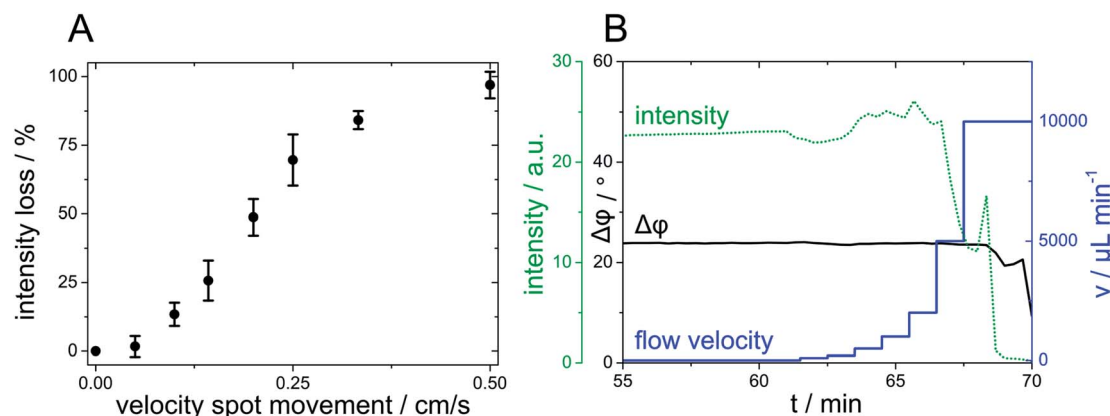 A
intensity loss / %
100
75
50
25
0
0.00
0.25
0.50
velocity spot movement / cm/s
B
intensity / a.u.
30
20
10
0
Δφ / °
60
40
20
0
intensity
Δφ
flow velocity
10000
5000
0
v / µL min⁻¹
55
60
65
70
t / min